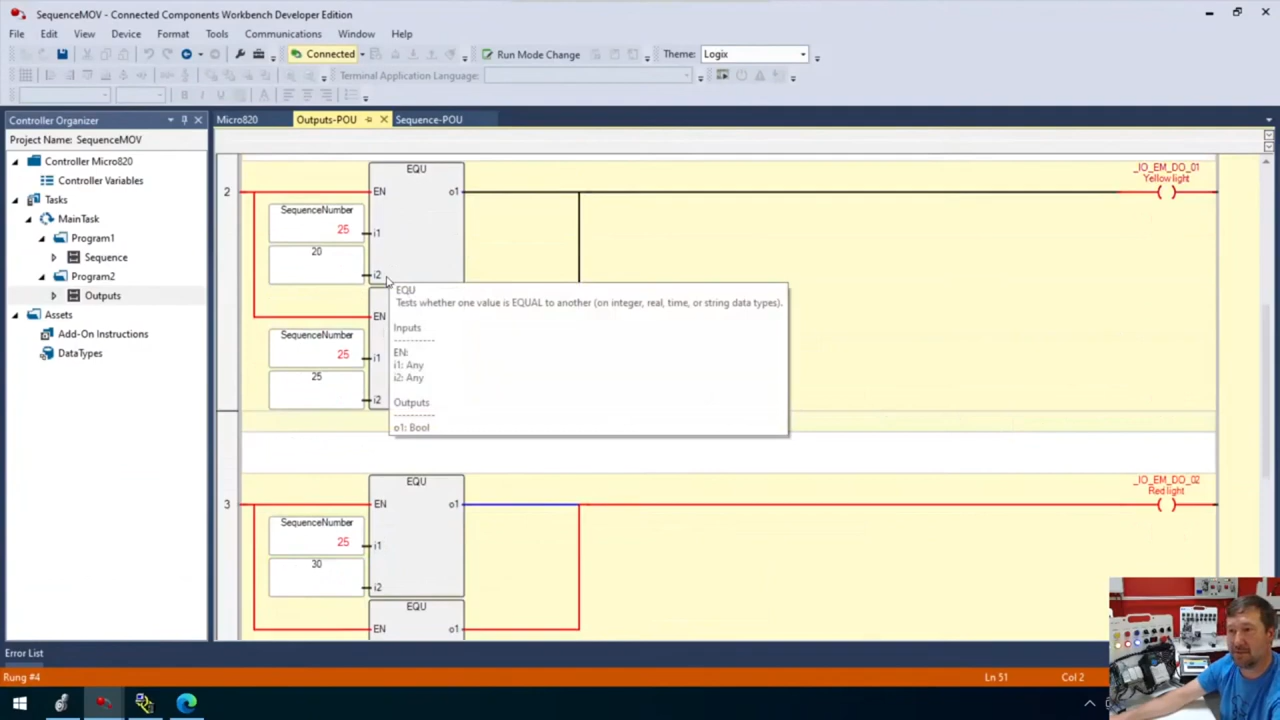 SequenceMOV - Connected Components Workbench Developer Edition
File Edit View Device Format Tools Communications Window Help
Connected Run Mode Change Theme: Logix
Terminal Application Language:
Controller Organizer
Micro820 Outputs-POU Sequence-POU
Project Name: SequenceMOV
Controller Micro820
Controller Variables
Tasks
MainTask
Program1
Sequence
Program2
Outputs
Assets
Add-On Instructions
DataTypes
2
EQU
EN o1
SequenceNumber
25 i1
20
i2
_IO_EM_DO_01
Yellow light
EQU
Tests whether one value is EQUAL to another (on integer, real, time, or string data types).
Inputs
----------
EN:
i1: Any
i2: Any
Outputs
----------
o1: Bool
EN
SequenceNumber
25 i1
25
i2
3
EQU
EN o1
SequenceNumber
25 i1
30
i2
_IO_EM_DO_02
Red light
EQU
EN o1
Error List
Rung #4 Ln 51 Col 2